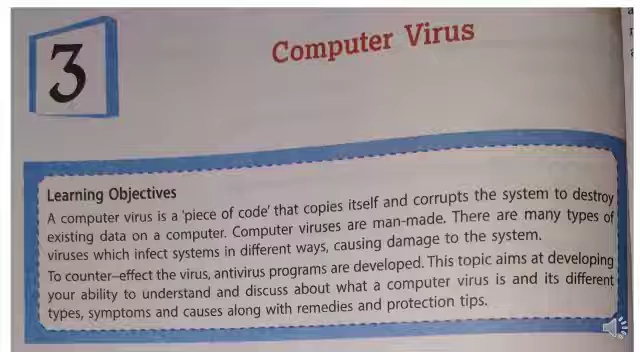 3
Computer Virus
Learning Objectives
A computer virus is a 'piece of code' that copies itself and corrupts the system to destroy
existing data on a computer. Computer viruses are man-made. There are many types of
viruses which infect systems in different ways, causing damage to the system.
To counter–effect the virus, antivirus programs are developed. This topic aims at developing
your ability to understand and discuss about what a computer virus is and its different
types, symptoms and causes along with remedies and protection tips.